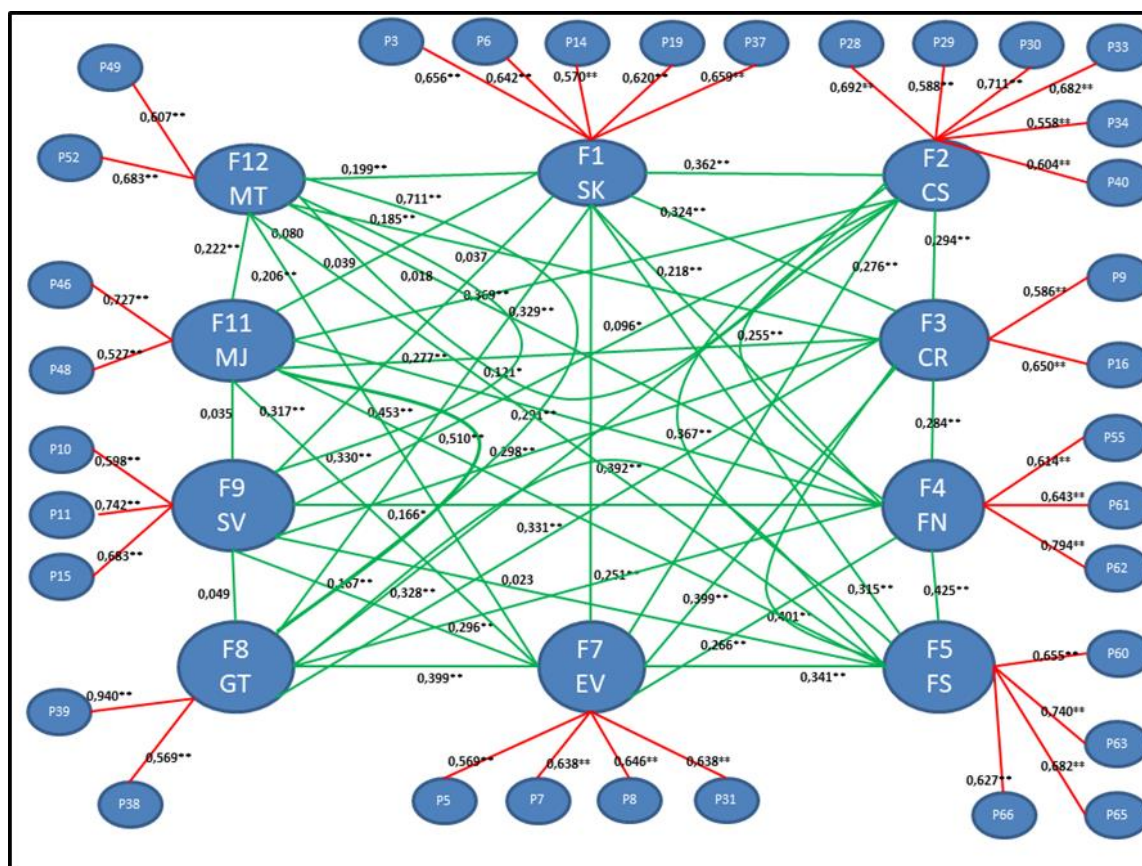 P3
P6
P14
P19
P37
P28
P29
P30
P33
P49
0,656**
0,642**
0,570**
0,620**
0,659**
0,692**
0,588**
0,711**
0,682**
0,607**
P34
0,558**
P52
0,683**
F12
MT
0,199**
F1
SK
0,362**
F2
CS
0,604**
P40
0,711**
0,185**
0,324**
0,222**
0,080
0,206**
0,039
0,018
0,037
0,218**
0,276**
0,294**
P46
0,727**
0,369**
0,329**
0,096*
0,255**
0,586**
P9
F11
MJ
F3
CR
P48
0,527**
0,277**
0,121*
0,650**
P16
0,035
0,317**
0,453**
0,291**
0,510**
0,298**
0,367**
0,284**
P10
0,598**
0,330**
0,392**
0,614**
P55
F9
SV
F4
FN
P11
0,742**
0,166*
0,331**
0,643**
P61
0,683**
P15
0,794**
P62
0,049
0,167**
0,328**
0,023
0,251**
0,399**
0,315**
0,425**
0,296**
0,401**
0,266**
F8
GT
0,399**
F7
EV
0,341**
F5
FS
0,655**
P60
P39
0,940**
0,740**
P63
0,569**
0,569**
0,638**
0,646**
0,638**
0,627**
0,682**
P38
P5
P7
P8
P31
P66
P65